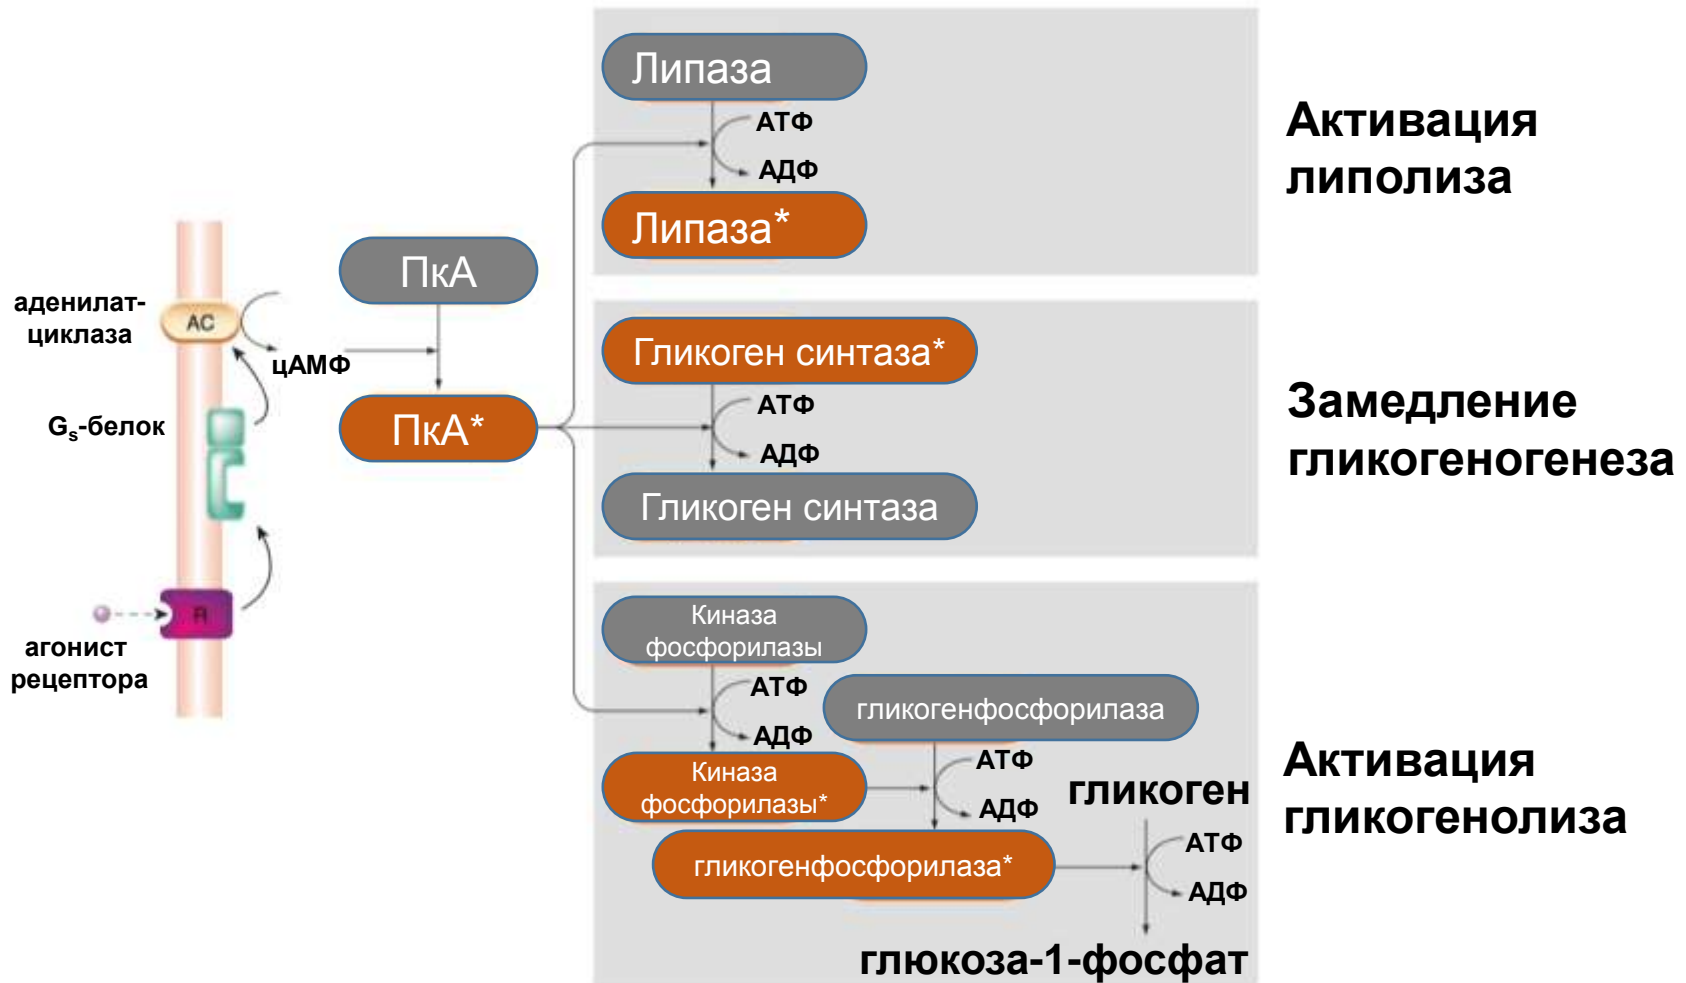 аденилат-
циклаза
AC
цАМФ
Gs-белок
R
агонист
рецептора
ПкА
ПкА*
Липаза
АТФ
АДФ
Липаза*
Активация
липолиза
Гликоген синтаза*
АТФ
АДФ
Гликоген синтаза
Замедление
гликогеногенеза
Киназа
фосфорилазы
АТФ
АДФ
Киназа
фосфорилазы*
гликогенфосфорилаза
АТФ
АДФ
гликогенфосфорилаза*
гликоген
АТФ
АДФ
глюкоза-1-фосфат
Активация
гликогенолиза